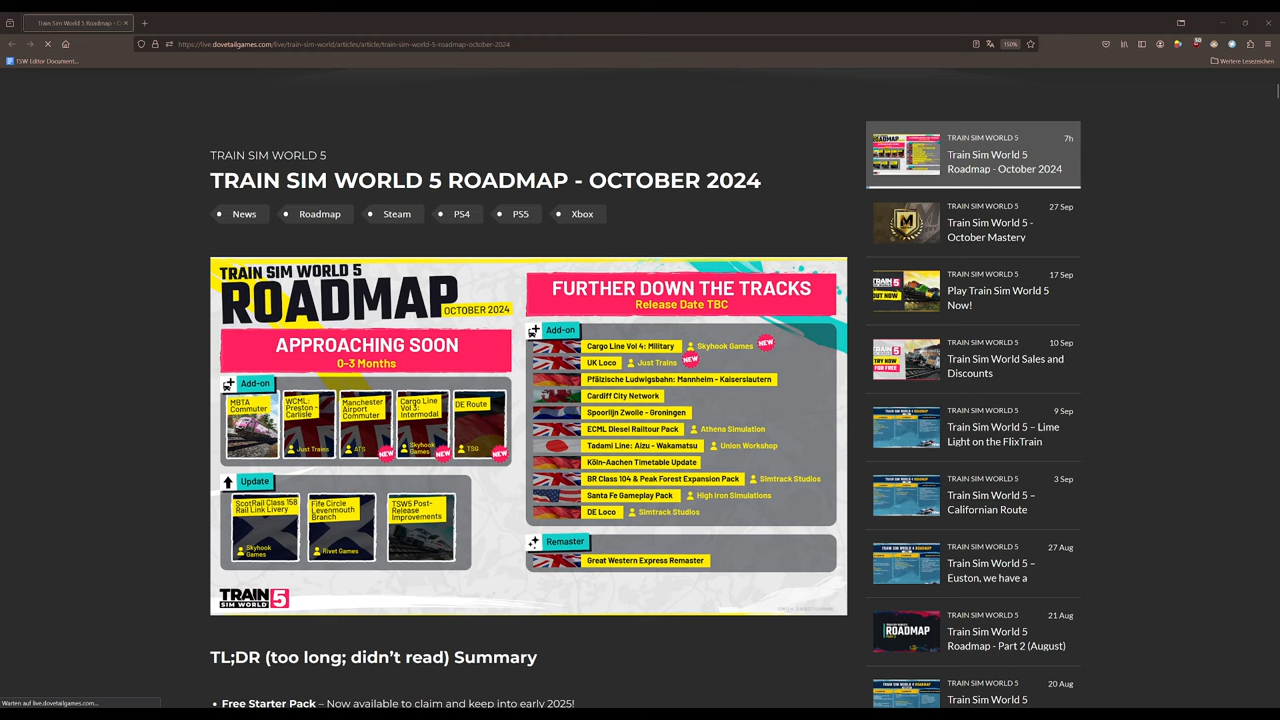 Train Sim World 5 Roadmap - O
https://live.dovetailgames.com/live/train-sim-world/articles/article/train-sim-world-5-roadmap-october-2024
150%
50
TSW Editor Document...
Weitere Lesezeichen
TRAIN SIM WORLD 5
TRAIN SIM WORLD 5 ROADMAP - OCTOBER 2024
News
Roadmap
Steam
PS4
PS5
Xbox
TRAIN SIM WORLD 5
ROADMAP
OCTOBER 2024
APPROACHING SOON
0-3 Months
Add-on
MBTA
Commuter
WCML:
Preston -
Carlisle
Just Trains
Manchester
Airport
Commuter
ATS
NEW
Cargo Line
Vol 3:
Intermodal
Skyhook
Games
NEW
DE Route
TSG
NEW
Update
ScotRail Class 158
Rail Link Livery
Skyhook
Games
Fife Circle
Levenmouth
Branch
Rivet Games
TSW5 Post-
Release
Improvements
TRAIN
SIM WORLD 5
FURTHER DOWN THE TRACKS
Release Date TBC
Add-on
Cargo Line Vol 4: Military
Skyhook Games
NEW
UK Loco
Just Trains
NEW
Pfälzische Ludwigsbahn: Mannheim - Kaiserslautern
Cardiff City Network
Spoorlijn Zwolle - Groningen
ECML Diesel Railtour Pack
Athena Simulation
Tadami Line: Aizu - Wakamatsu
Union Workshop
Köln-Aachen Timetable Update
BR Class 104 & Peak Forest Expansion Pack
Simtrack Studios
Santa Fe Gameplay Pack
High Iron Simulations
DE Loco
Simtrack Studios
Remaster
Great Western Express Remaster
TL;DR (too long; didn't read) Summary
Free Starter Pack – Now available to claim and keep into early 2025!
TRAIN SIM WORLD 5
7h
Train Sim World 5
Roadmap - October 2024
TRAIN SIM WORLD 5
27 Sep
Train Sim World 5 -
October Mastery
TRAIN SIM WORLD 5
17 Sep
Play Train Sim World 5
Now!
TRAIN SIM WORLD 5
10 Sep
Train Sim World Sales and
Discounts
TRAIN SIM WORLD 5
9 Sep
Train Sim World 5 – Lime
Light on the FlixTrain
TRAIN SIM WORLD 5
3 Sep
Train Sim World 5 –
Californian Route
TRAIN SIM WORLD 5
27 Aug
Train Sim World 5 –
Euston, we have a
TRAIN SIM WORLD 5
21 Aug
Train Sim World 5
Roadmap - Part 2 (August)
TRAIN SIM WORLD 5
20 Aug
Train Sim World 5
Warten auf live.dovetailgames.com...